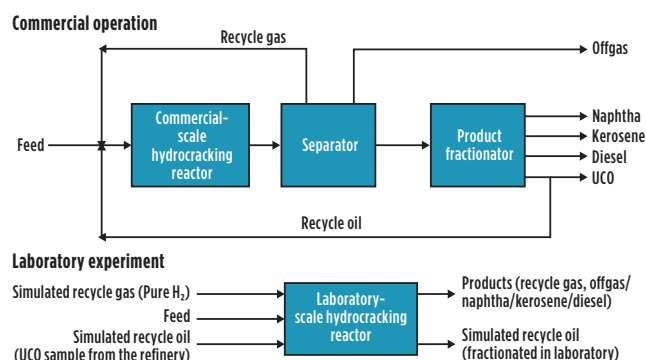 Commercial operation
Recycle gas
Offgas
Feed
Commercial-
scale
hydrocracking
reactor
Separator
Product
fractionator
Naphtha
Kerosene
Diesel
UCO
Recycle oil
Laboratory experiment
Simulated recycle gas (Pure H₂)
Feed
Simulated recycle oil
(UCO sample from the refinery)
Laboratory-
scale hydrocracking
reactor
Products (recycle gas, offgas/
naphtha/kerosene/diesel)
Simulated recycle oil
(fractionated in laboratory)